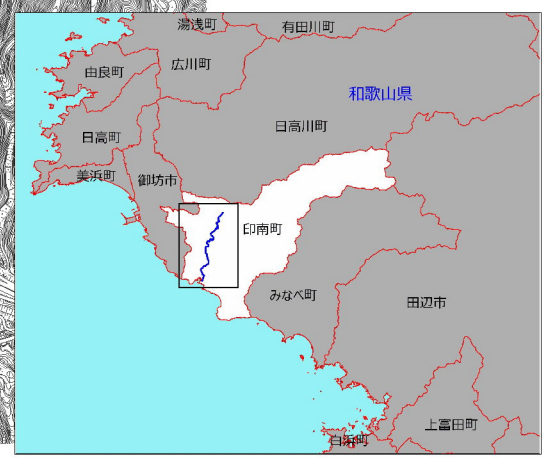 湯浅町
有田川町
広川町
由良町
和歌山県
日高川町
日高町
美浜町
御坊市
印南町
みなべ町
田辺市
上富田町
白浜町